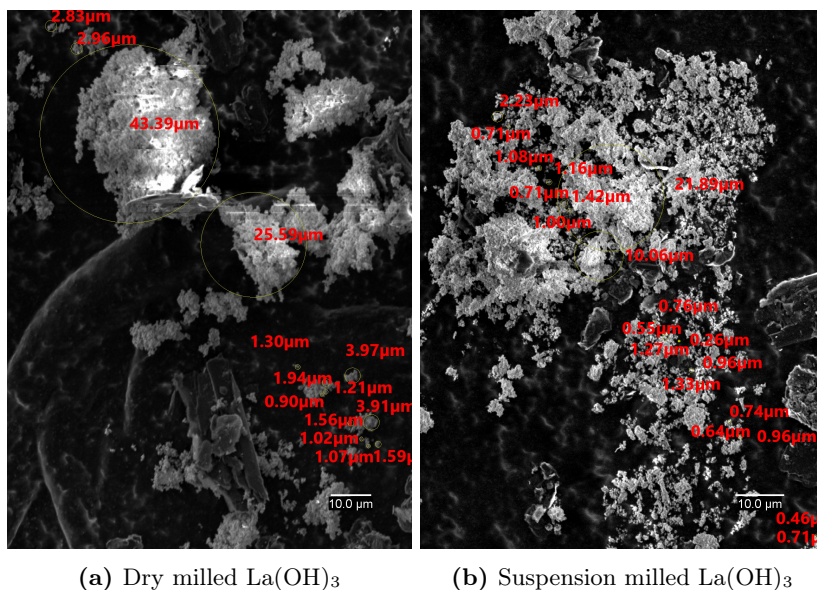 2.83µm
2.96µm
43.39µm
25.59µm
1.30µm
3.97µm
1.94µm
1.21µm
0.90µm
3.91µm
1.56µm
1.02µm
1.07µm
1.59µ
10.0 µm
2.23µm
0.71µm
1.08µm
1.16µm
21.89µm
0.71µm
1.42µm
1.00µm
10.06µm
0.76µm
0.55µm
0.26µm
1.27µm
0.96µm
1.33µm
0.74µm
0.64µm
0.96µm
10.0 µm
0.46µ
0.71µ
(a) Dry milled La(OH)₃
(b) Suspension milled La(OH)₃